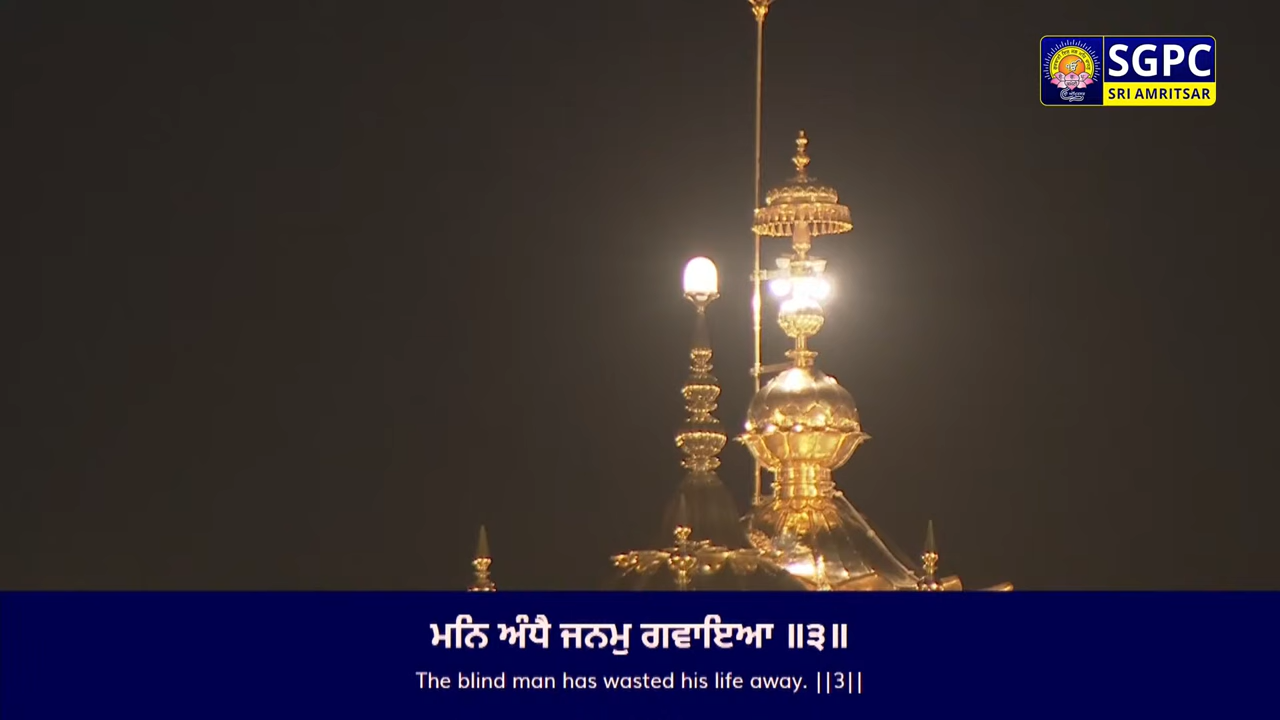 SGPC
SRI AMRITSAR
ਮਨਿ ਅੰਧੈ ਜਨਮੁ ਗਵਾਇਆ ॥੩॥
The blind man has wasted his life away. ||3||